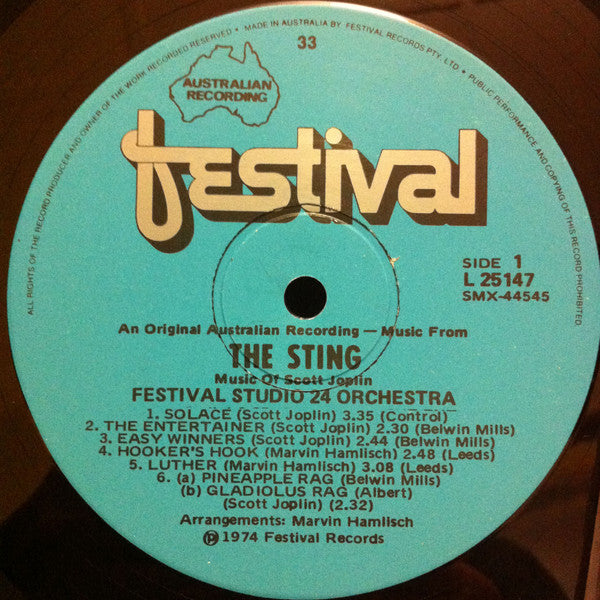 ALL RIGHTS OF THE RECORD PRODUCER AND OWNER OF THE WORK RECORDED RESERVED • MADE IN AUSTRALIA BY FESTIVAL RECORDS PTY. LTD. • PUBLIC PERFORMANCE AND COPYING OF THIS RECORD PROHIBITED.
33
AUSTRALIAN
RECORDING
festival
SIDE 1
L 25147
SMX-44545
An Original Australian Recording — Music From
THE STING
Music Of Scott Joplin
FESTIVAL STUDIO 24 ORCHESTRA
1. SOLACE (Scott Joplin) 3.35 (Control)
2. THE ENTERTAINER (Scott Joplin) 2.30 (Belwin Mills)
3. EASY WINNERS (Scott Joplin) 2.44 (Belwin Mills)
4. HOOKER'S HOOK (Marvin Hamlisch) 2.48 (Leeds)
5. LUTHER (Marvin Hamlisch) 3.08 (Leeds)
6. (a) PINEAPPLE RAG (Belwin Mills)
(b) GLADIOLUS RAG (Albert)
(Scott Joplin) (2.32)
Arrangements: Marvin Hamlisch
℗ 1974 Festival Records